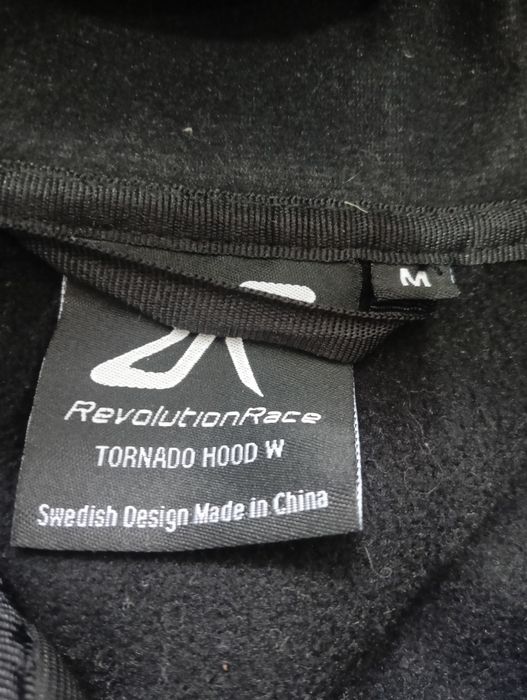 M
RevolutionRace
TORNADO HOOD W
Swedish Design Made in China